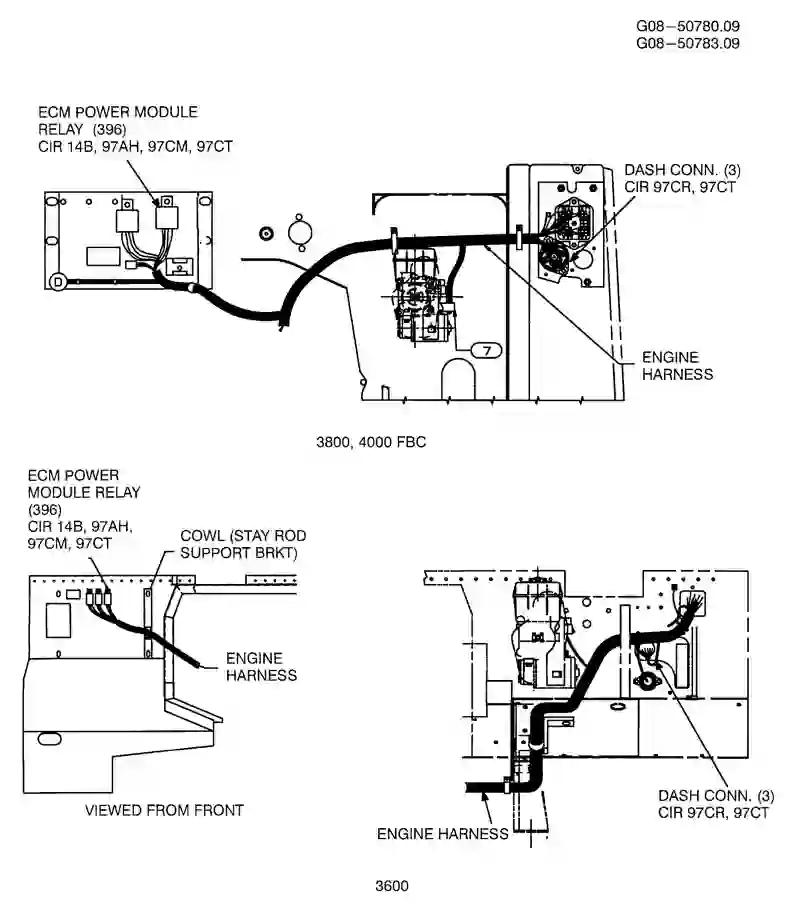 G08-50780.09
G08-50783.09
ECM POWER MODULE
RELAY (396)
CIR 14B, 97AH, 97CM, 97CT
DASH CONN. (3)
CIR 97CR, 97CT
D
7
ENGINE
HARNESS
3800, 4000 FBC
ECM POWER
MODULE RELAY
(396)
CIR 14B, 97AH,
97CM, 97CT
COWL (STAY ROD
SUPPORT BRKT)
ENGINE
HARNESS
VIEWED FROM FRONT
DASH CONN. (3)
CIR 97CR, 97CT
ENGINE HARNESS
3600